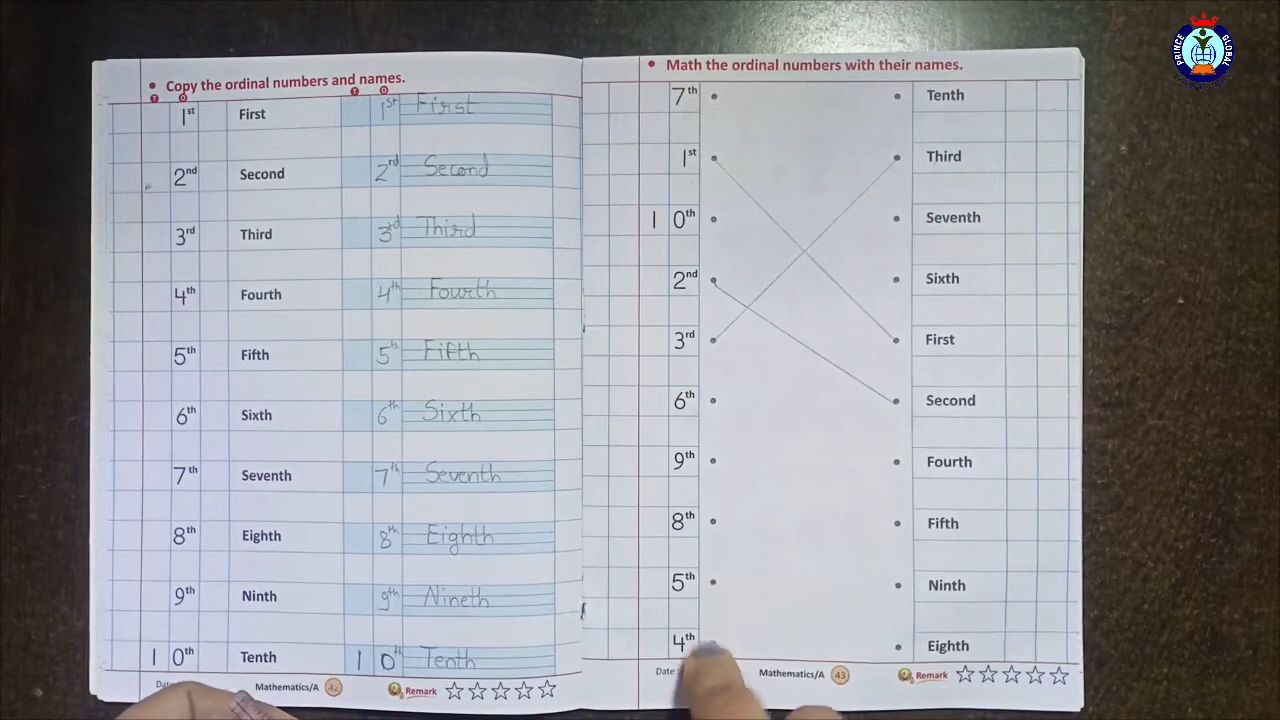 • Copy the ordinal numbers and names.
T O T O
1st First 1st First
2nd Second 2rd Second
3rd Third 3rd Third
4th Fourth 4th Fourth
5th Fifth 5th Fifth
6th Sixth 6th Sixth
7th Seventh 7th Seventh
8th Eighth 8th Eighth
9th Ninth 9th Nineth
10th Tenth 10th Tenth
Mathematics/A 42 Remark
• Math the ordinal numbers with their names.
7th Tenth
1st Third
10th Seventh
2nd Sixth
3rd First
6th Second
9th Fourth
8th Fifth
5th Ninth
4th Eighth
Date Mathematics/A 43 Remark
PRINCE GLOBAL